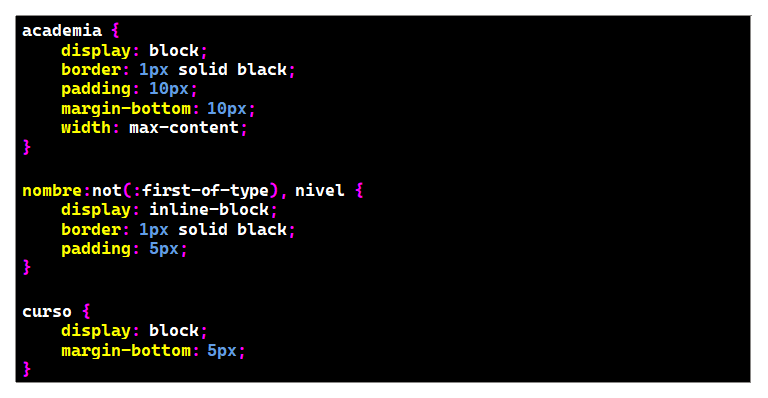 academia {
    display: block;
    border: 1px solid black;
    padding: 10px;
    margin-bottom: 10px;
    width: max-content;
}

nombre:not(:first-of-type), nivel {
    display: inline-block;
    border: 1px solid black;
    padding: 5px;
}

curso {
    display: block;
    margin-bottom: 5px;
}